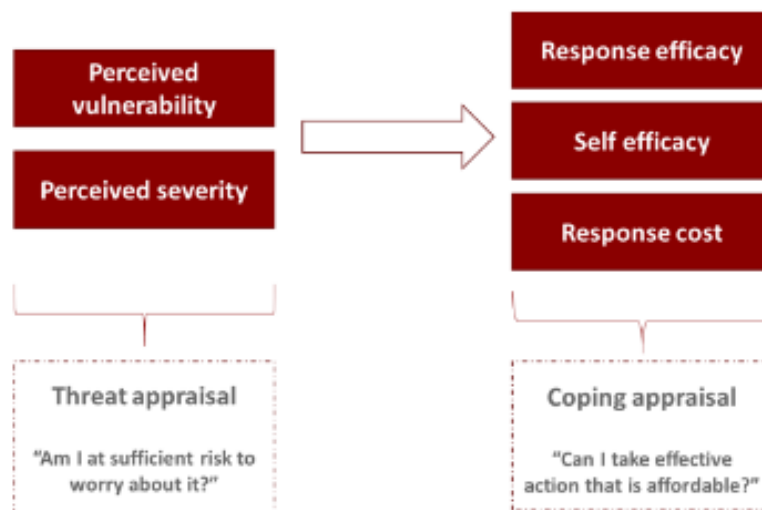 Perceived
vulnerability
Perceived severity
Threat appraisal
“Am I at sufficient risk to
worry about it?”
Response efficacy
Self efficacy
Response cost
Coping appraisal
“Can I take effective
action that is affordable?”